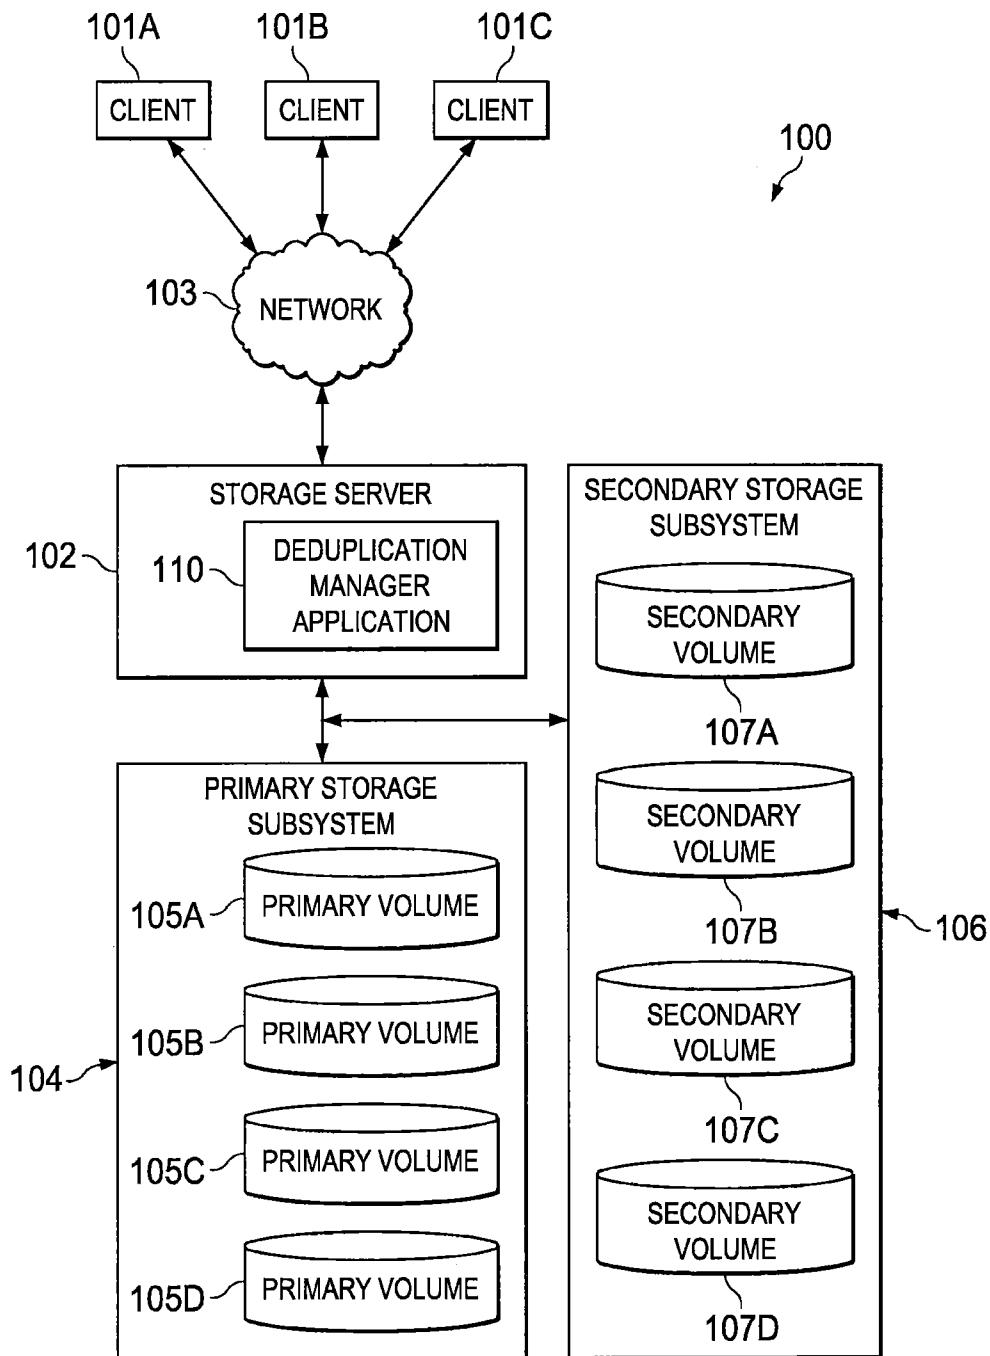 101A
101B
101C
CLIENT
CLIENT
CLIENT
100
103
NETWORK
STORAGE SERVER
102
110
DEDUPLICATION
MANAGER
APPLICATION
SECONDARY STORAGE
SUBSYSTEM
SECONDARY
VOLUME
107A
SECONDARY
VOLUME
107B
SECONDARY
VOLUME
107C
SECONDARY
VOLUME
107D
106
PRIMARY STORAGE
SUBSYSTEM
105A
PRIMARY VOLUME
105B
PRIMARY VOLUME
104
105C
PRIMARY VOLUME
105D
PRIMARY VOLUME